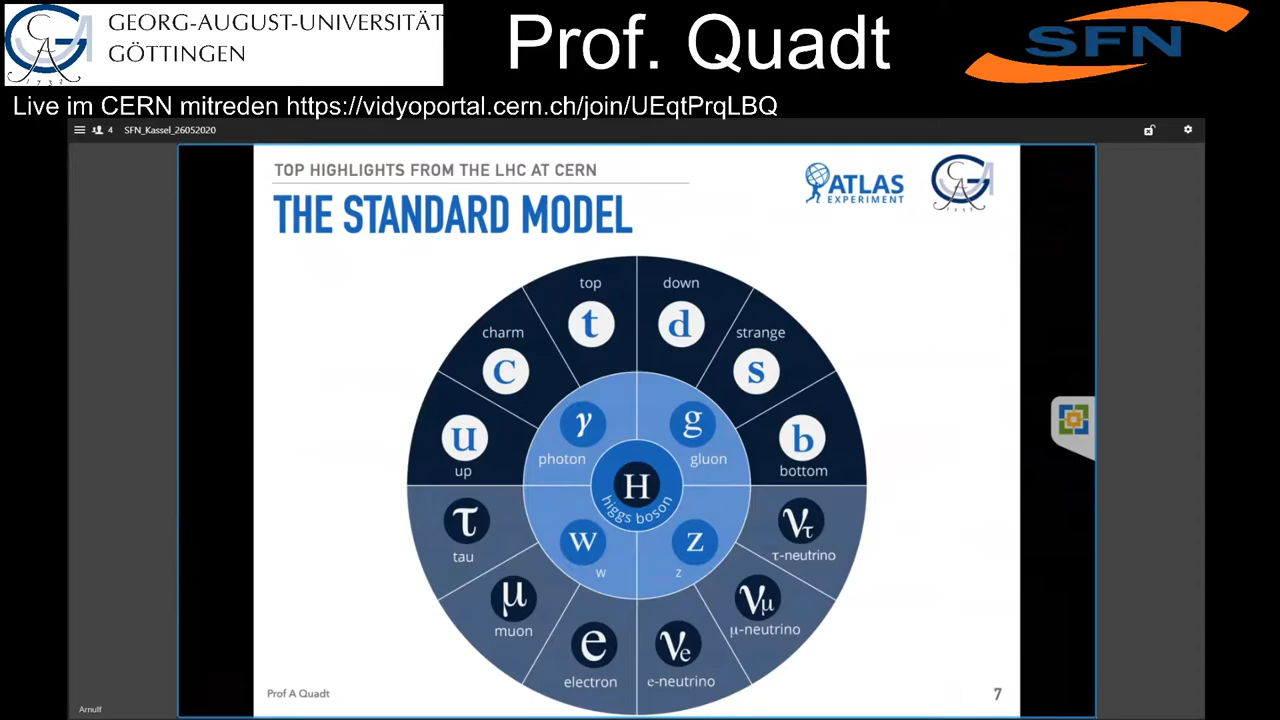 GEORG-AUGUST-UNIVERSITÄT
GÖTTINGEN
Prof. Quadt
SFN
Live im CERN mitreden https://vidyoportal.cern.ch/join/UEqtPrqLBQ
4
SFN_Kassel_26052020
TOP HIGHLIGHTS FROM THE LHC AT CERN
THE STANDARD MODEL
ATLAS
EXPERIMENT
top
t
down
d
charm
c
strange
s
u
up
b
bottom
γ
photon
g
gluon
H
higgs boson
W
w
Z
z
τ
tau
ντ
τ-neutrino
μ
muon
νμ
μ-neutrino
e
electron
νe
e-neutrino
Prof A Quadt
7
Arnulf